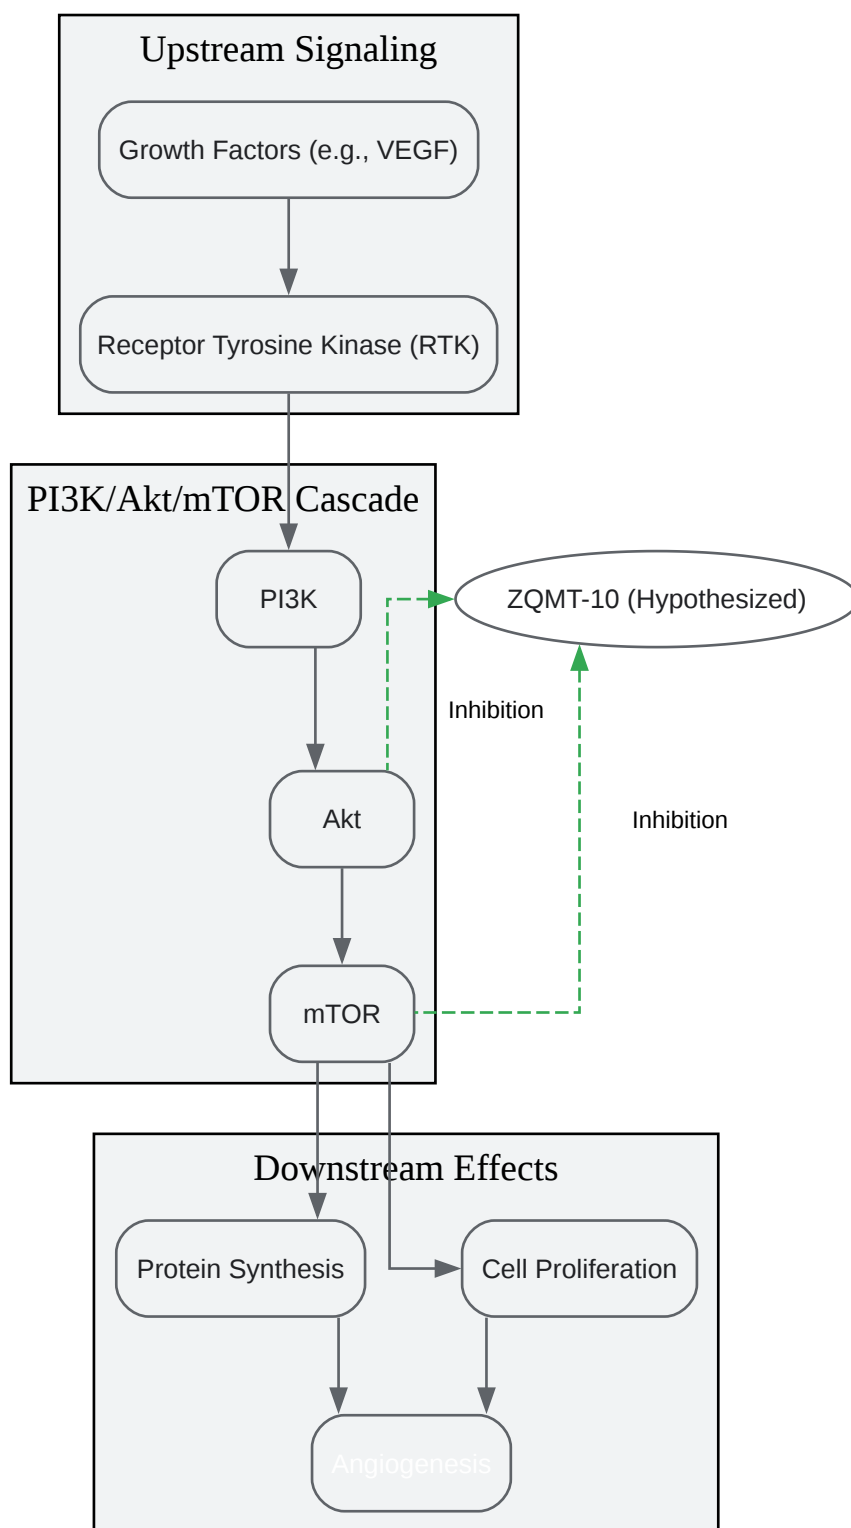 Upstream Signaling
Growth Factors (e.g., VEGF)
Receptor Tyrosine Kinase (RTK)
PI3K/Akt/mTOR Cascade
PI3K
ZQMT-10 (Hypothesized)
Inhibition
Akt
Inhibition
mTOR
Downstream Effects
Protein Synthesis
Cell Proliferation
Angiogenesis